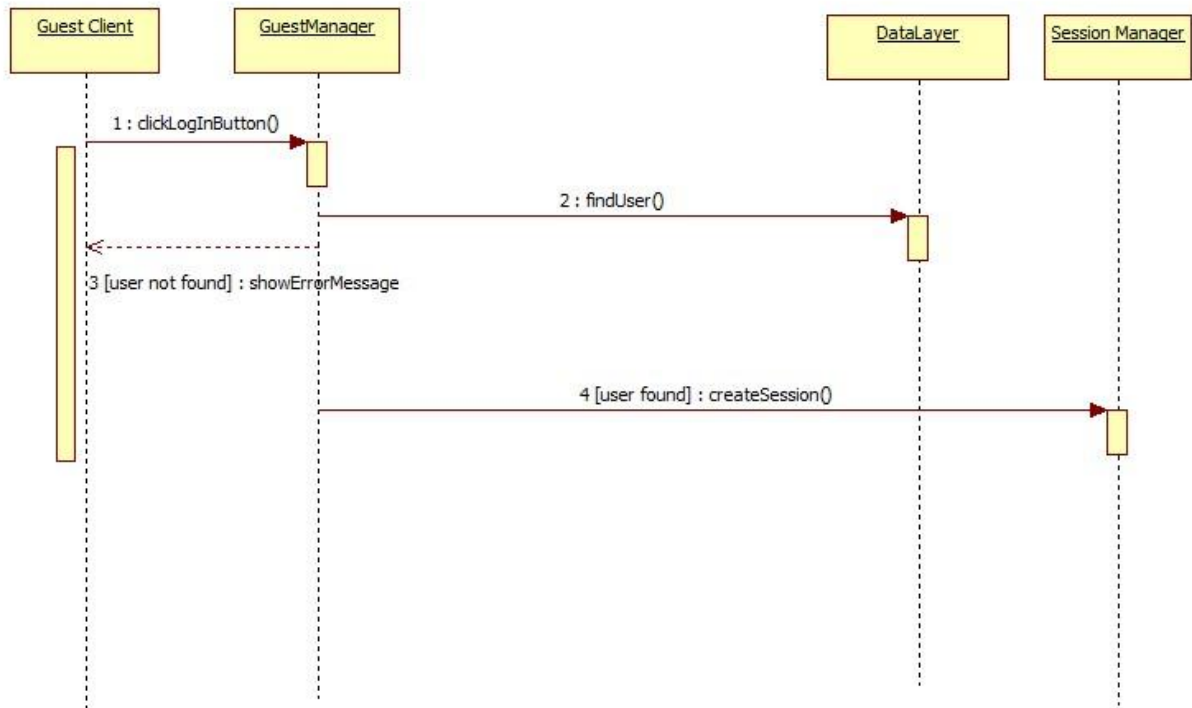 Guest Client
GuestManager
DataLayer
Session Manager
1 : clickLogInButton()
2 : findUser()
3 [user not found] : showErrorMessage
4 [user found] : createSession()